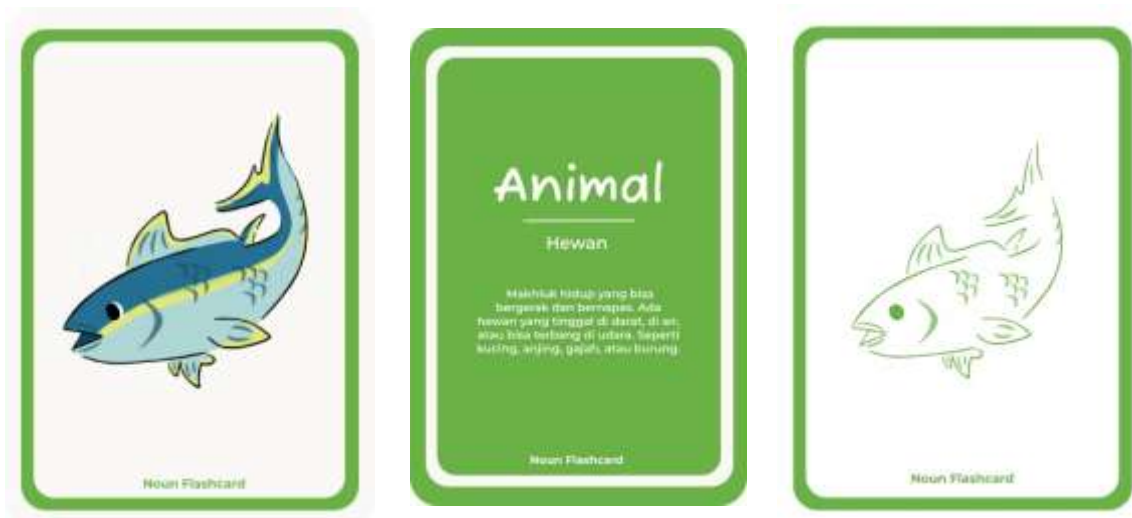 Noun Flashcard
Animal
Hewan
Makhluk hidup yang bisa
bergerak dan bernapas. Ada
hewan yang tinggal di darat, di air,
atau bisa terbang di udara. Seperti
kucing, anjing, gajah, atau burung.
Noun Flashcard
Noun Flashcard